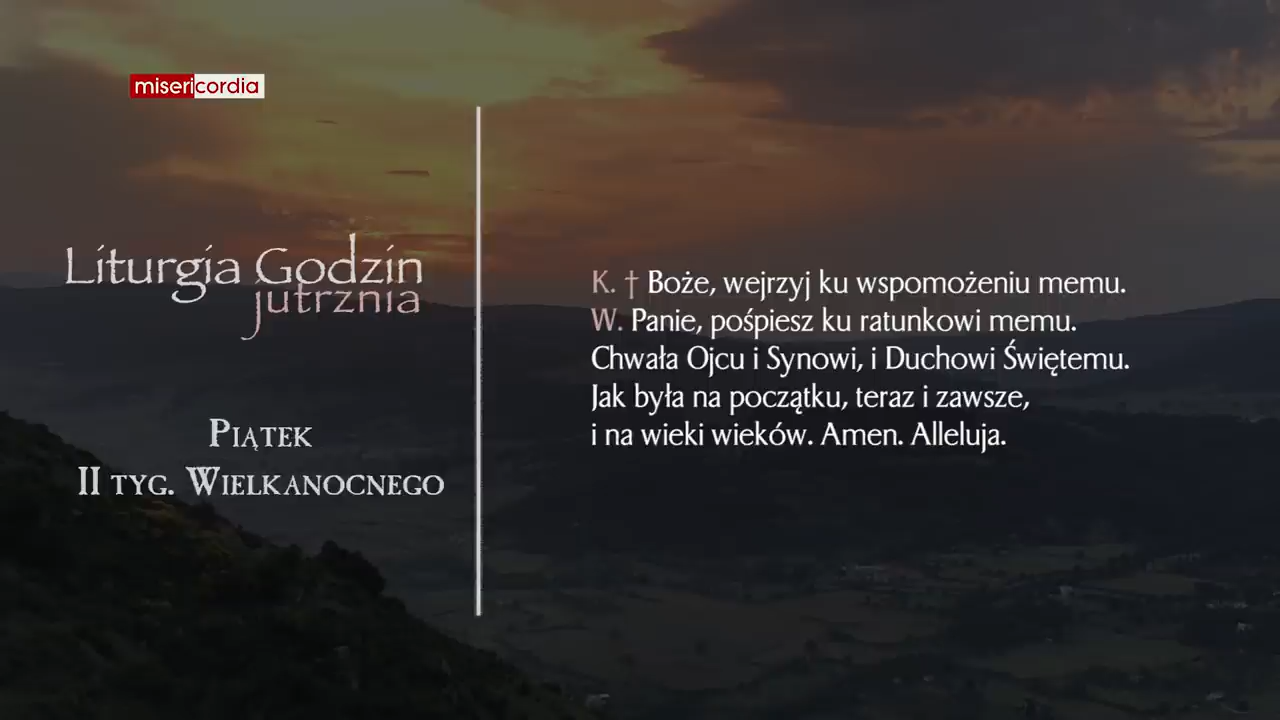 misericordia
Liturgia Godzin
jutrznia
Piątek
II tyg. Wielkanocnego
K. † Boże, wejrzyj ku wspomożeniu memu.
W. Panie, pośpiesz ku ratunkowi memu.
Chwała Ojcu i Synowi, i Duchowi Świętemu.
Jak była na początku, teraz i zawsze,
i na wieki wieków. Amen. Alleluja.